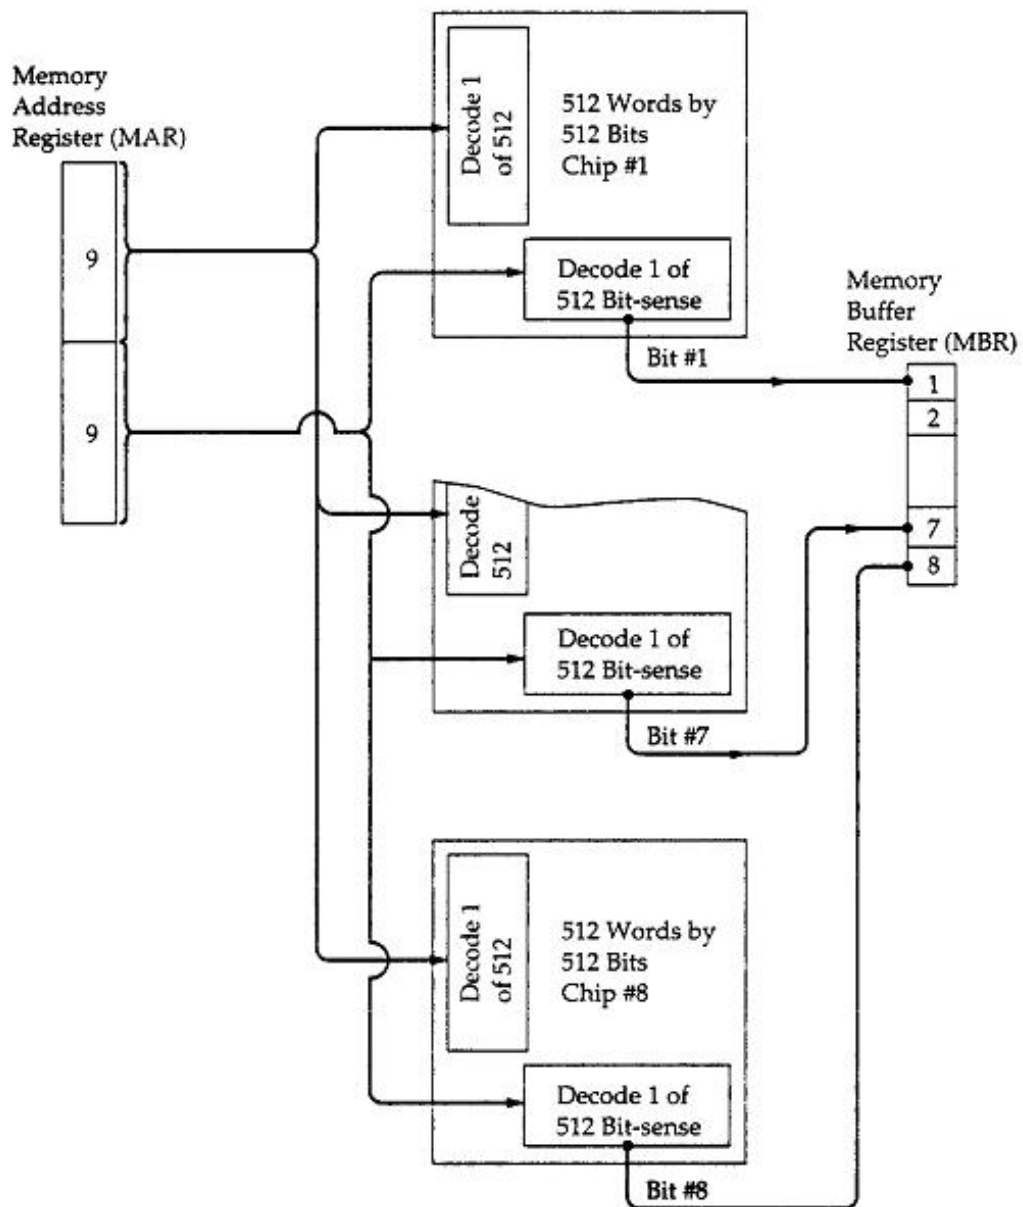 Memory
Address
Register (MAR)
9
9
Decode 1
of 512
512 Words by
512 Bits
Chip #1
Decode 1 of
512 Bit-sense
Bit #1
Memory
Buffer
Register (MBR)
1
2
7
8
Decode
512
Decode 1 of
512 Bit-sense
Bit #7
Decode 1
of 512
512 Words by
512 Bits
Chip #8
Decode 1 of
512 Bit-sense
Bit #8